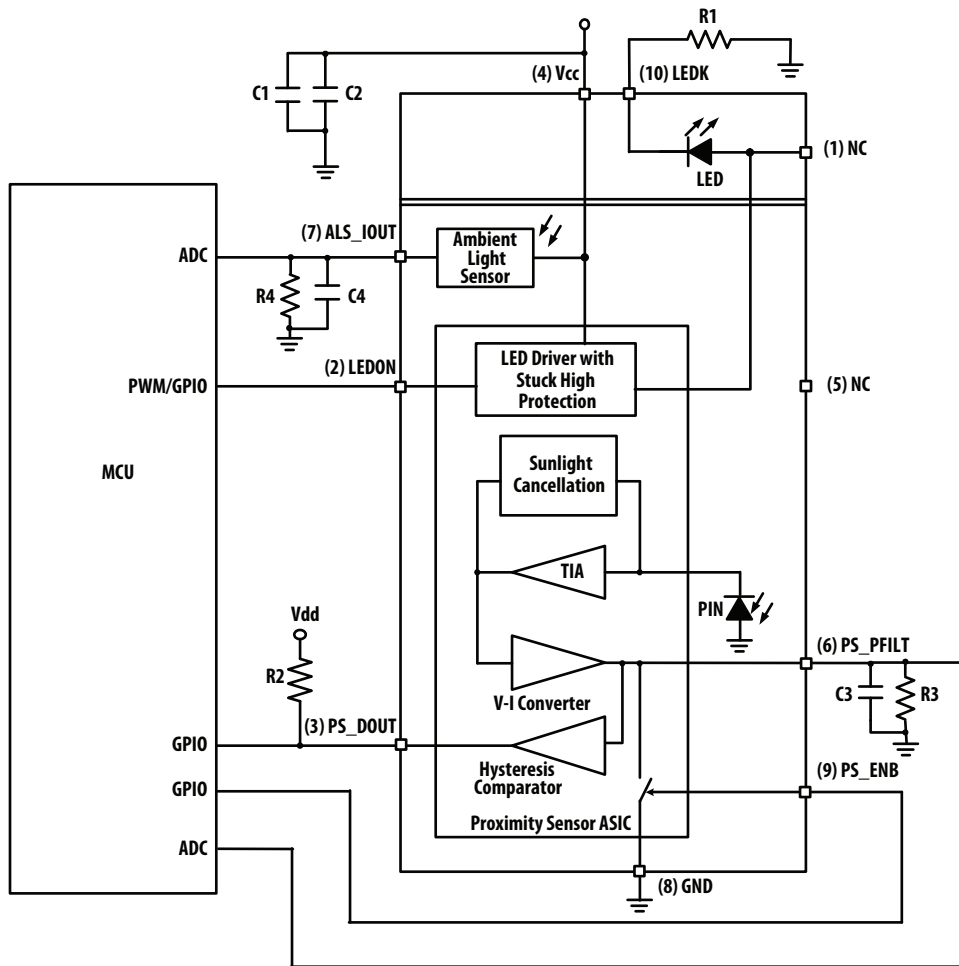 R1
(4) Vcc
(10) LEDK
C1
C2
(1) NC
LED
(7) ALS_IOUT
Ambient
Light
Sensor
ADC
R4
C4
(2) LEDON
LED Driver with
Stuck High
Protection
PWM/GPIO
(5) NC
MCU
Sunlight
Cancellation
TIA
PIN
Vdd
(6) PS_PFILT
R2
C3
R3
V-I Converter
(3) PS_DOUT
GPIO
Hysteresis
Comparator
(9) PS_ENB
GPIO
Proximity Sensor ASIC
ADC
(8) GND